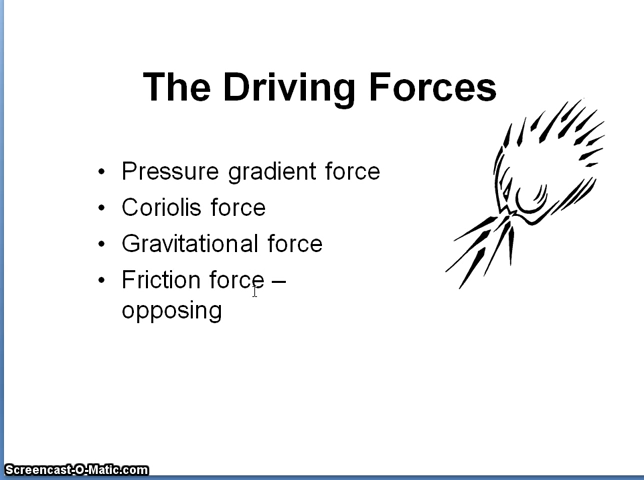 The Driving Forces
• Pressure gradient force
• Coriolis force
• Gravitational force
• Friction force –
opposing
Screencast-O-Matic.com